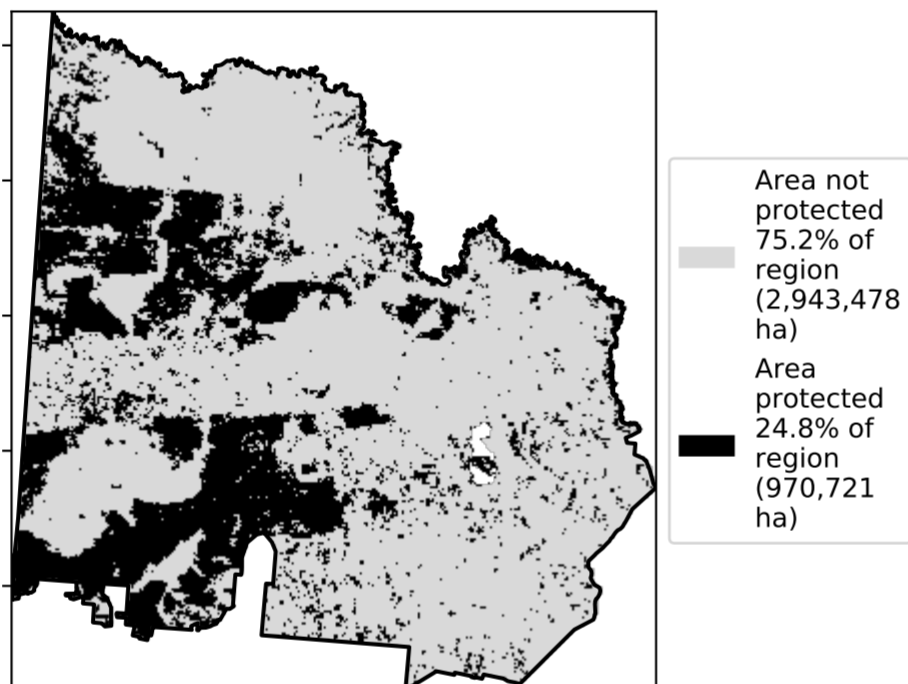 Area not
protected
75.2% of
region
(2,943,478
ha)
Area
protected
24.8% of
region
(970,721
ha)